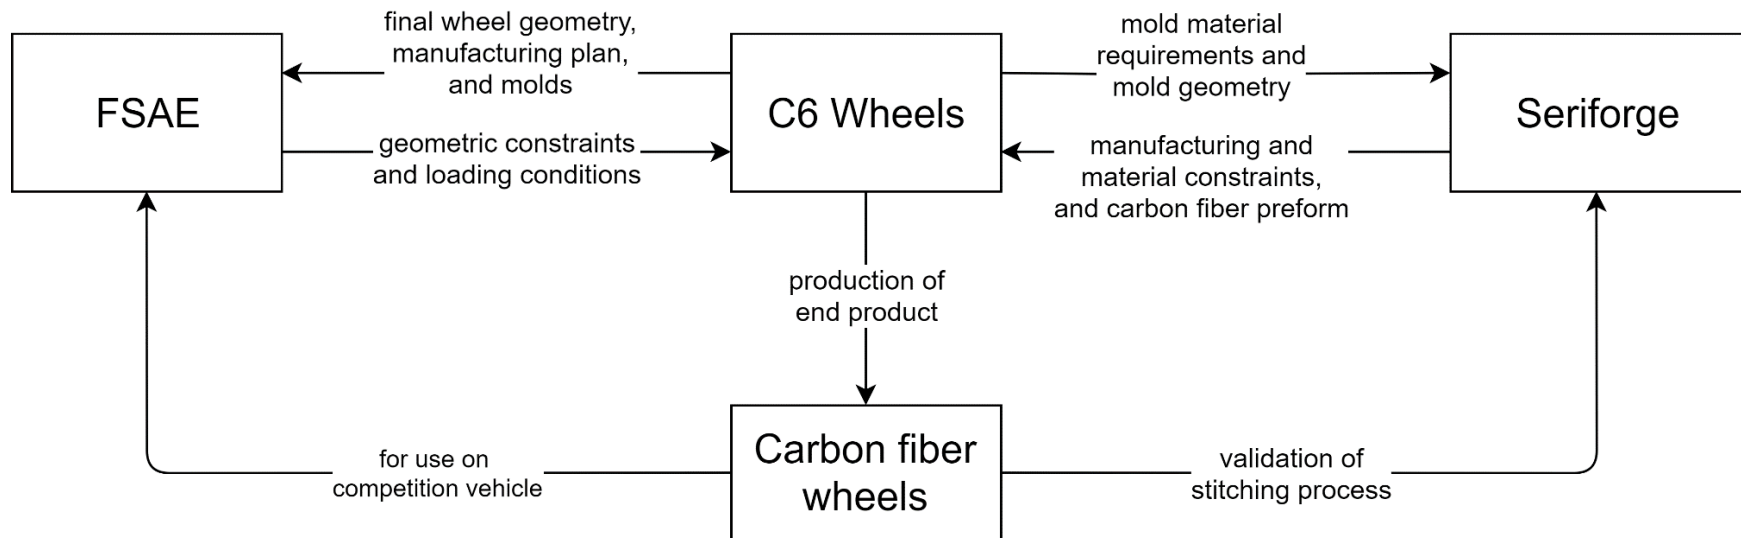 final wheel geometry,
manufacturing plan,
and molds
mold material
requirements and
mold geometry
FSAE
C6 Wheels
Seriforge
geometric constraints
and loading conditions
manufacturing and
material constraints,
and carbon fiber preform
production of
end product
Carbon fiber
wheels
for use on
competition vehicle
validation of
stitching process